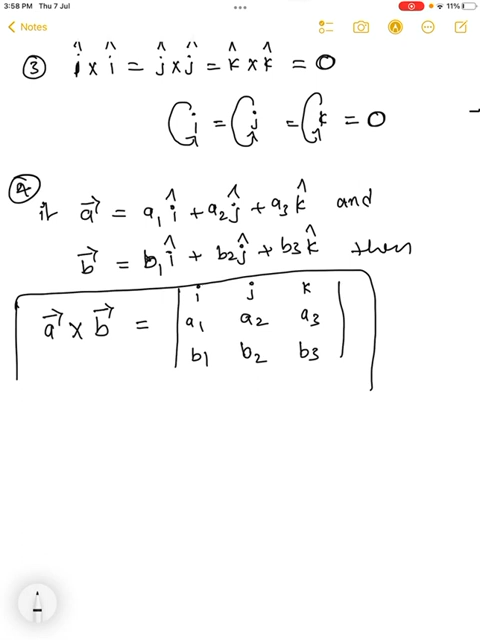 3:58 PM Thu 7 Jul 11%
Notes
③ î × î = ĵ × ĵ = k̂ × k̂ = 0
i = j = k = 0
④
if a⃗ = a₁î + a₂ĵ + a₃k̂ and
b⃗ = b₁î + b₂ĵ + b₃k̂ then
i j k
a⃗ × b⃗ = | a₁ a₂ a₃ |
b₁ b₂ b₃